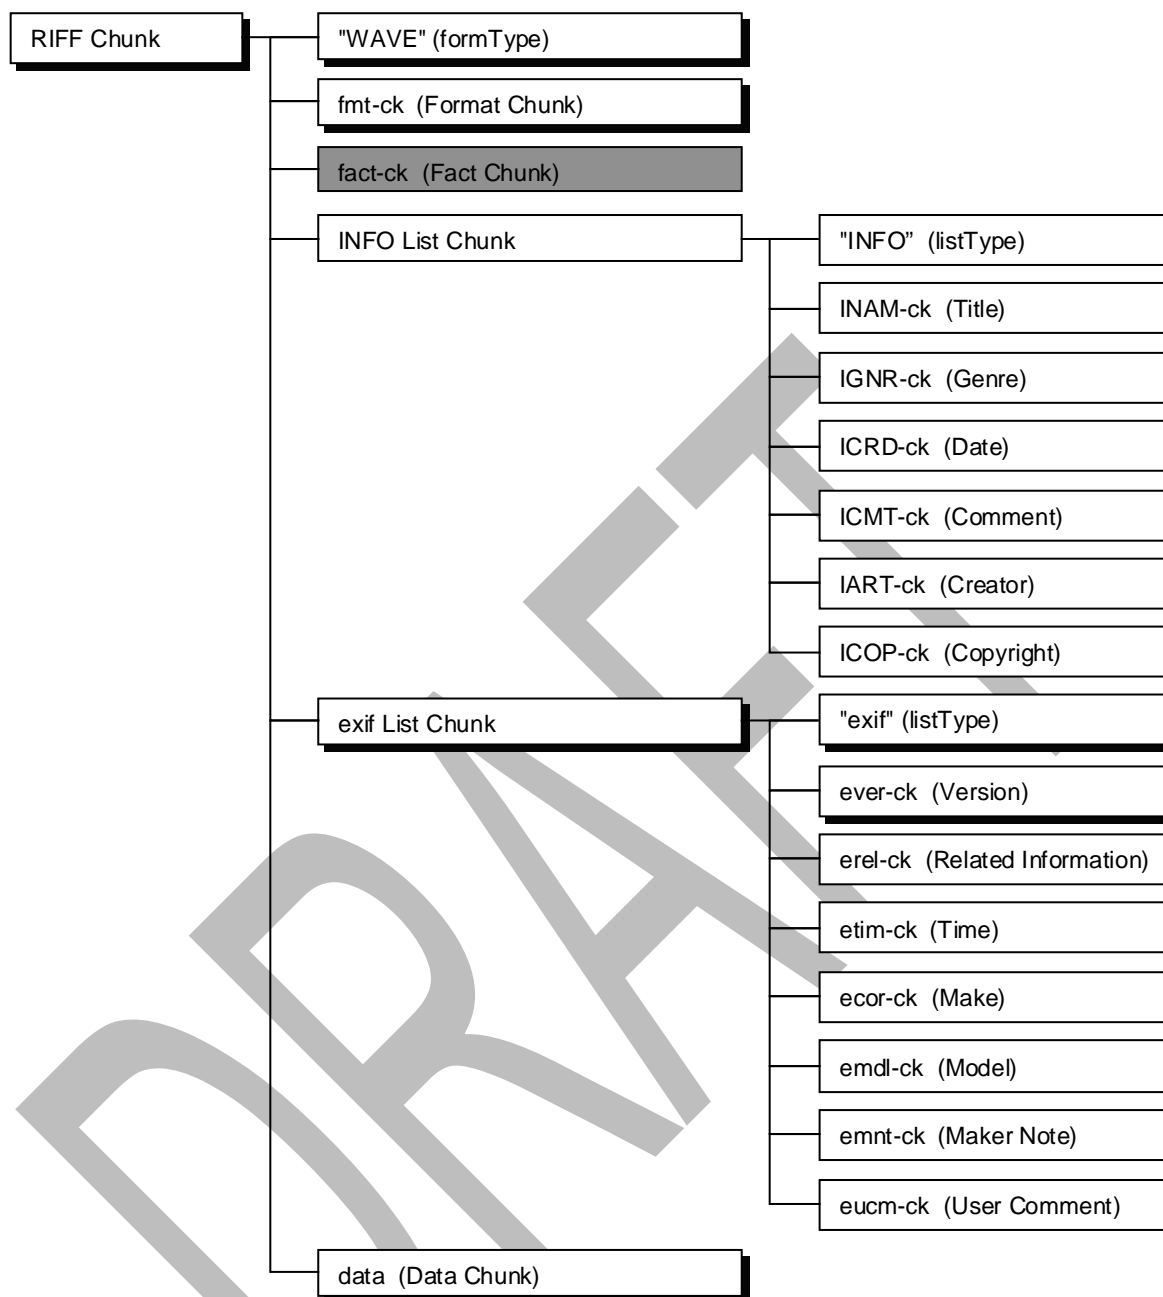 RIFF Chunk
"WAVE" (formType)
fmt-ck (Format Chunk)
fact-ck (Fact Chunk)
INFO List Chunk
"INFO” (listType)
INAM-ck (Title)
IGNR-ck (Genre)
ICRD-ck (Date)
ICMT-ck (Comment)
IART-ck (Creator)
ICOP-ck (Copyright)
exif List Chunk
"exif" (listType)
ever-ck (Version)
erel-ck (Related Information)
etim-ck (Time)
ecor-ck (Make)
emdl-ck (Model)
emnt-ck (Maker Note)
eucm-ck (User Comment)
data (Data Chunk)
DRAFT